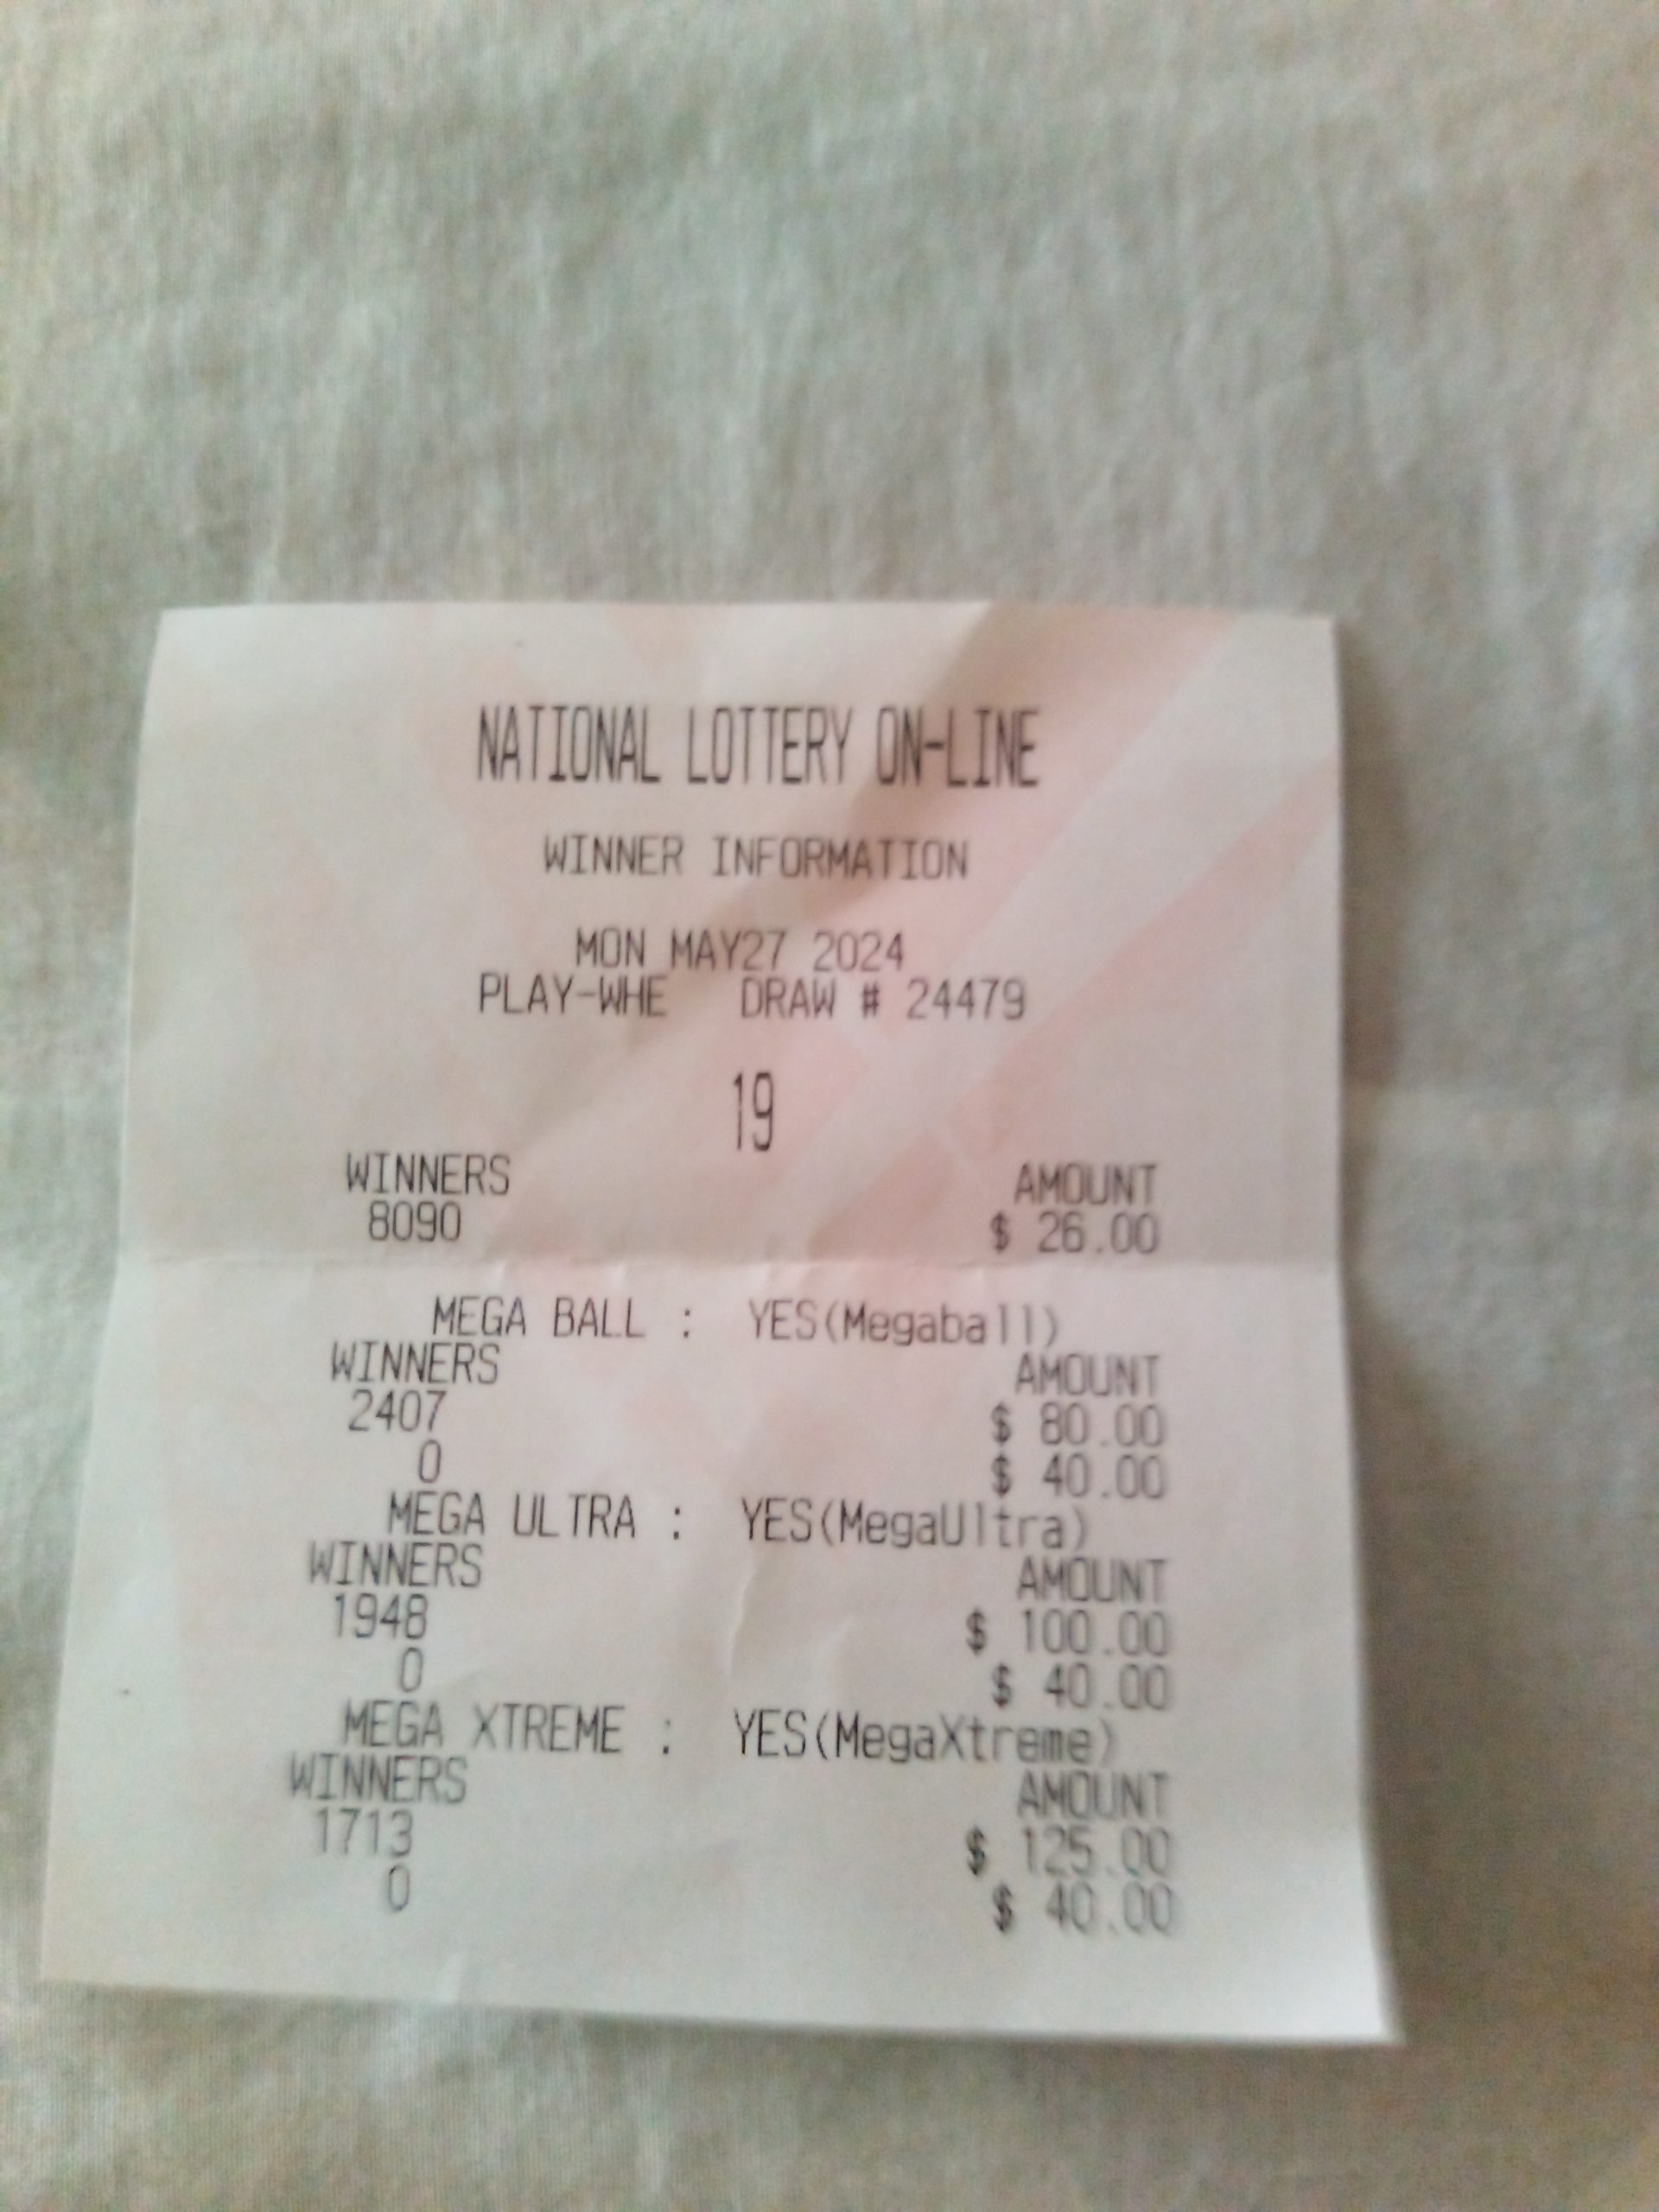 NATIONAL LOTTERY ON-LINE
WINNER INFORMATION
MON MAY27 2024
PLAY-WHE DRAW # 24479
19
WINNERS AMOUNT
8090 $ 26.00
MEGA BALL : YES(Megaball)
WINNERS AMOUNT
2407 $ 80.00
0 $ 40.00
MEGA ULTRA : YES(MegaUltra)
WINNERS AMOUNT
1948 $ 100.00
0 $ 40.00
MEGA XTREME : YES(MegaXtreme)
WINNERS AMOUNT
1713 $ 125.00
0 $ 40.00